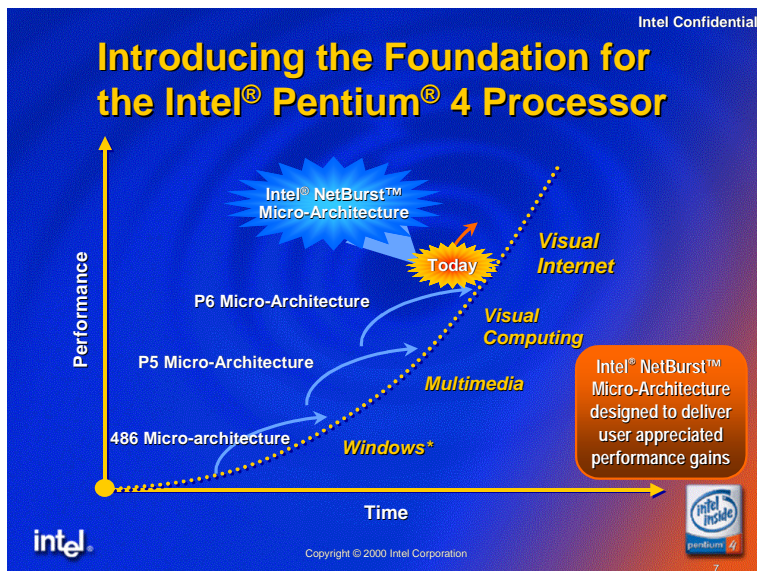 Intel Confidential
Introducing the Foundation for
the Intel® Pentium® 4 Processor
Intel® NetBurst™
Micro-Architecture
Today
Visual
Internet
P6 Micro-Architecture
Visual
Computing
P5 Micro-Architecture
Multimedia
486 Micro-architecture
Windows*
Performance
Time
Intel® NetBurst™
Micro-Architecture
designed to deliver
user appreciated
performance gains
intel®
Copyright © 2000 Intel Corporation
intel
inside
pentium 4
7